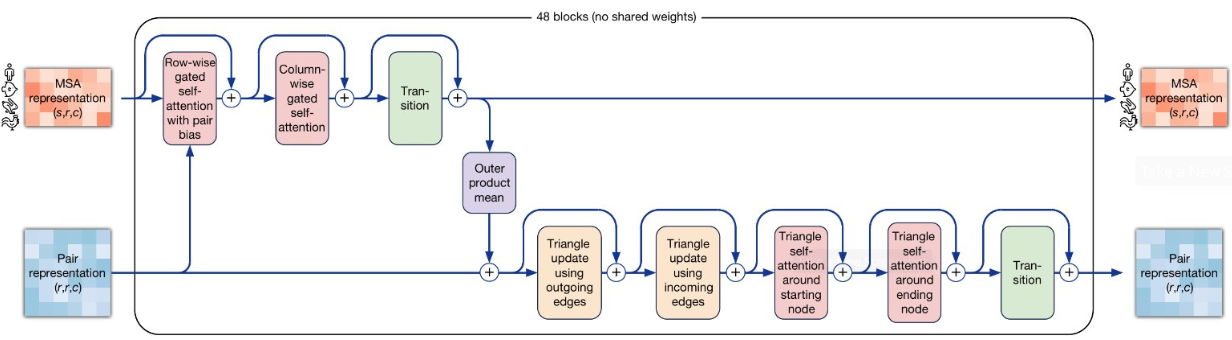 48 blocks (no shared weights)
MSA
representation
(s,r,c)
Row-wise
gated
self-
attention
with pair
bias
+
Column-
wise
gated
self-
attention
+
Tran-
sition
+
MSA
representation
(s,r,c)
Outer
product
mean
Pair
representation
(r,r,c)
+
Triangle
update
using
outgoing
edges
+
Triangle
update
using
incoming
edges
+
Triangle
self-
attention
around
starting
node
+
Triangle
self-
attention
around
ending
node
+
Tran-
sition
+
Pair
representation
(r,r,c)